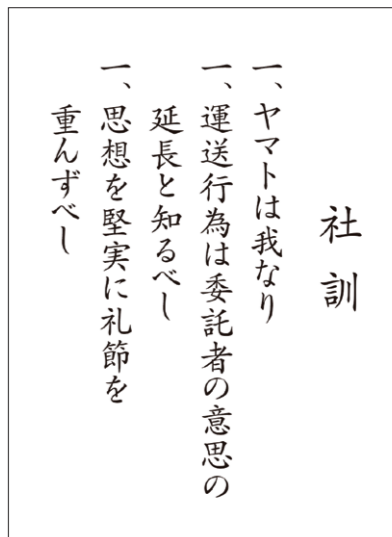 社訓
一、ヤマトは我なり
一、運送行為は委託者の意思の
延長と知るべし
一、思想を堅実に礼節を
重んずべし